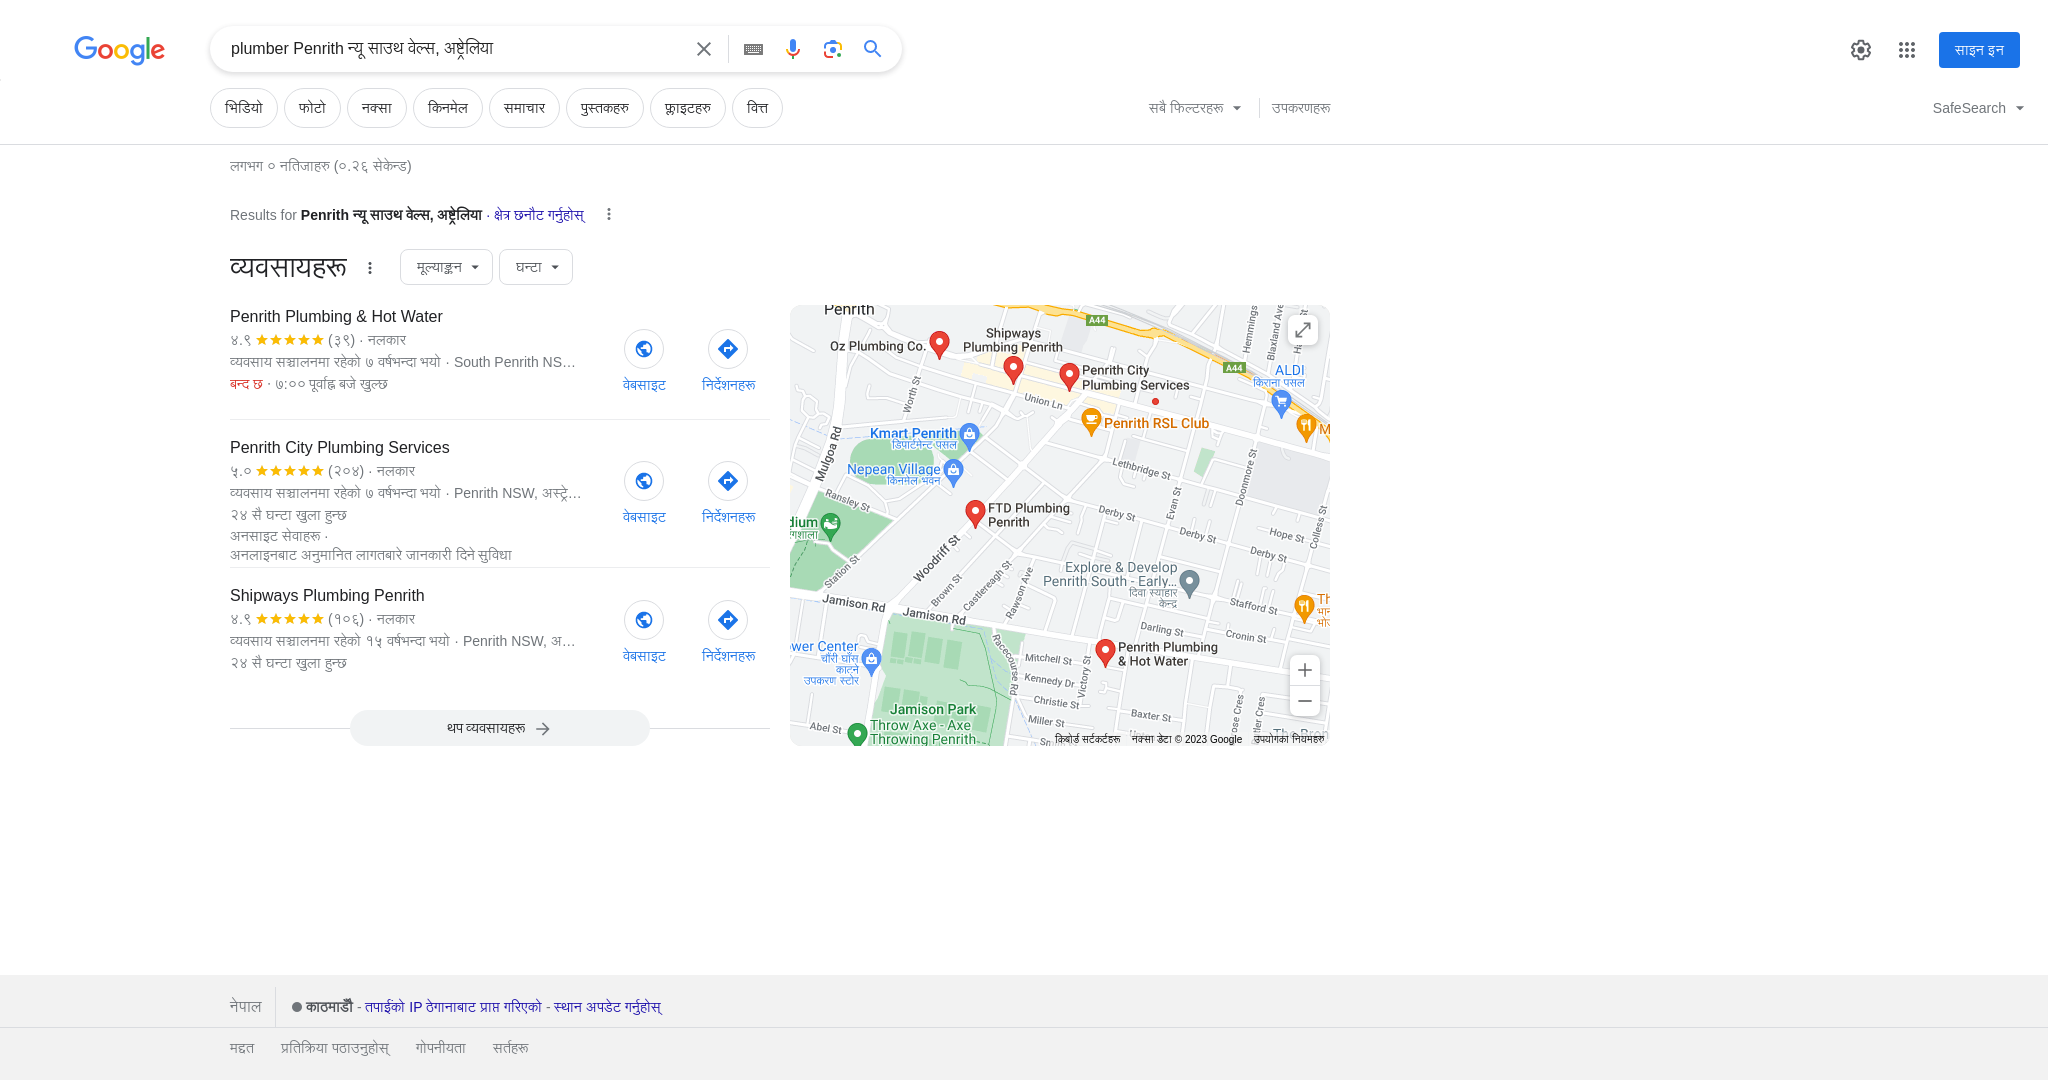 Google
plumber Penrith न्यू साउथ वेल्स, अष्ट्रेलिया
साइन इन
भिडियो
फोटो
नक्सा
किनमेल
समाचार
पुस्तकहरु
फ्लाइटहरु
वित्त
सबै फिल्टरहरू
उपकरणहरू
SafeSearch
लगभग ० नतिजाहरु (०.२६ सेकेन्ड)
Results for Penrith न्यू साउथ वेल्स, अष्ट्रेलिया · क्षेत्र छनौट गर्नुहोस्
व्यवसायहरू
मूल्याङ्कन
घन्टा
Penrith Plumbing & Hot Water
४.९ (३९) · नलकार
व्यवसाय सञ्चालनमा रहेको ७ वर्षभन्दा भयो · South Penrith NS…
बन्द छ · ७:०० पूर्वाह्न बजे खुल्छ
वेबसाइट
निर्देशनहरू
Penrith City Plumbing Services
५.० (२०४) · नलकार
व्यवसाय सञ्चालनमा रहेको ७ वर्षभन्दा भयो · Penrith NSW, अस्ट्रे…
२४ सै घन्टा खुला हुन्छ
अनसाइट सेवाहरू ·
अनलाइनबाट अनुमानित लागतबारे जानकारी दिने सुविधा
वेबसाइट
निर्देशनहरू
Shipways Plumbing Penrith
४.९ (१०६) · नलकार
व्यवसाय सञ्चालनमा रहेको १५ वर्षभन्दा भयो · Penrith NSW, अ…
२४ सै घन्टा खुला हुन्छ
वेबसाइट
निर्देशनहरू
थप व्यवसायहरू
Penrith
A44
Hemmings
Blaxland Ave
Shipways
Plumbing Penrith
Oz Plumbing Co.
Penrith City
Plumbing Services
A44
ALDI
किराना पसल
Worth St
Union Ln
Penrith RSL Club
Kmart Penrith
डिपार्टमेन्ट पसल
Mulgoa Rd
Nepean Village
किनमेल भवन
Lethbridge St
Doonmore St
Evan St
Ransley St
FTD Plumbing
Penrith
dium
Derby St
Derby St
Derby St
Hope St
Colless St
Station St
Woodriff St
Brown St
Castlereagh St
Rawson Ave
Explore & Develop
Penrith South - Early...
दिवा स्याहार
केन्द्र
Stafford St
Jamison Rd
Jamison Rd
Darling St
Cronin St
Racecourse Rd
Penrith Plumbing
& Hot Water
ower Center
चौंरी घाँस
काट्ने
उपकरण स्टोर
Mitchell St
Kennedy Dr
Victory St
Christie St
Miller St
Baxter St
Jamison Park
Abel St
Throw Axe - Axe
Throwing Penrith
किबोर्ड सर्टकर्टहरू
नक्सा डेटा © 2023 Google
उपयोगका नियमहरु
नेपाल
काठमाडौँ - तपाईंको IP ठेगानाबाट प्राप्त गरिएको - स्थान अपडेट गर्नुहोस्
मद्दत
प्रतिक्रिया पठाउनुहोस्
गोपनीयता
सर्तहरू